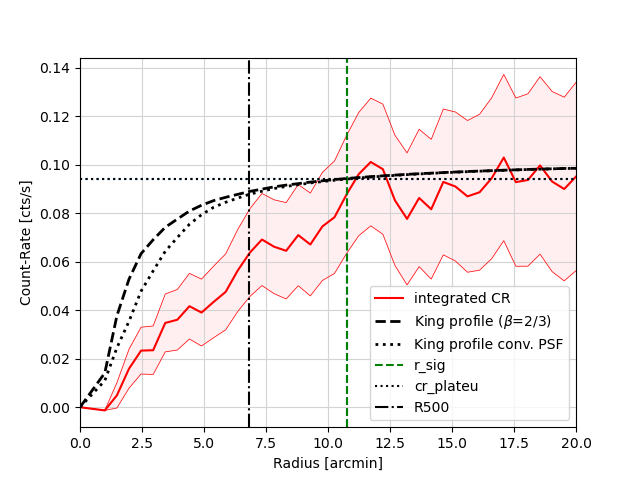 0.14
0.12
0.10
0.08
0.06
0.04
0.02
0.00
Count-Rate [cts/s]
integrated CR
King profile (β=2/3)
King profile conv. PSF
r_sig
cr_plateu
R500
0.0 2.5 5.0 7.5 10.0 12.5 15.0 17.5 20.0
Radius [arcmin]